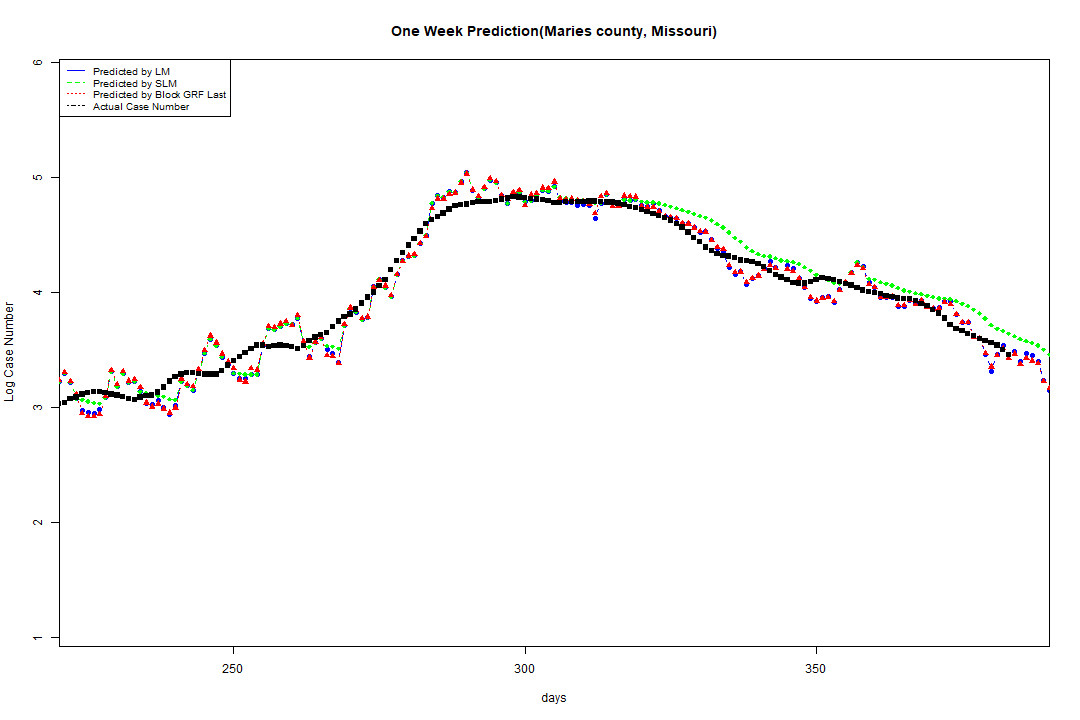 One Week Prediction(Maries county, Missouri)
Predicted by LM
Predicted by SLM
Predicted by Block GRF Last
Actual Case Number
6
5
4
3
2
1
Log Case Number
250 300 350
days